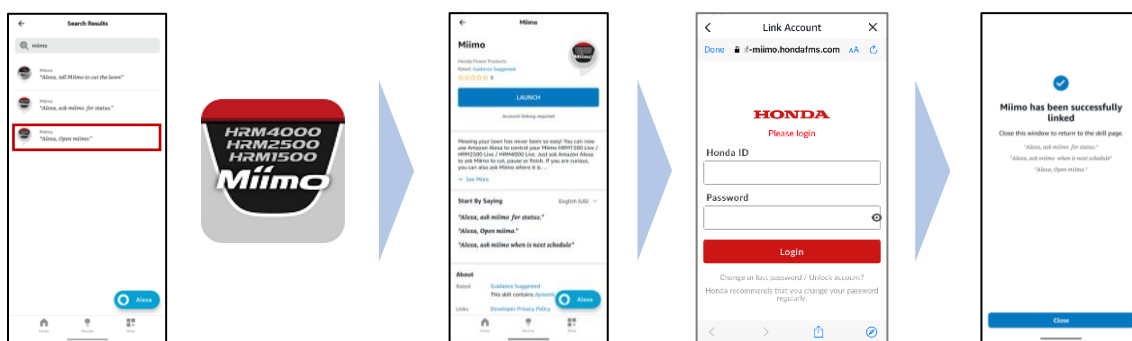 Search Results
miimo
Miimo
"Alexa, tell Miimo to cut the lawn"
Miimo
"Alexa, ask miimo for status."
Miimo
"Alexa, Open miimo."
Alexa
Home
Devices
More
HRM4000
HRM2500
HRM1500
Miimo
Miimo
Miimo
Honda Power Products
Rated: Guidance Suggested
LAUNCH
Account linking required
Mowing your lawn has never been so easy! You can now
use Amazon Alexa to control your Miimo HRM1500 Live /
HRM2500 Live / HRM4000 Live. Just ask Amazon Alexa
to ask Miimo to cut, pause or finish. If you are curious,
you can also ask Miimo where it is...
See More
Start By Saying English (US)
"Alexa, ask miimo for status."
"Alexa, Open miimo."
"Alexa, ask miimo when is next schedule"
About
Rated Guidance Suggested
This skill contains dynamic
Alexa
Links Developer Privacy Policy
Home
Devices
More
Link Account
Done f-miimo.hondafms.com AA
HONDA
Please login
Honda ID
Password
Login
Change or lost password / Unlock account?
Honda recommends that you change your password
regularly.
Miimo has been successfully
linked
Close this window to return to the skill page.
"Alexa, ask miimo for status."
"Alexa, ask miimo when is next schedule"
"Alexa, Open miimo."
Close